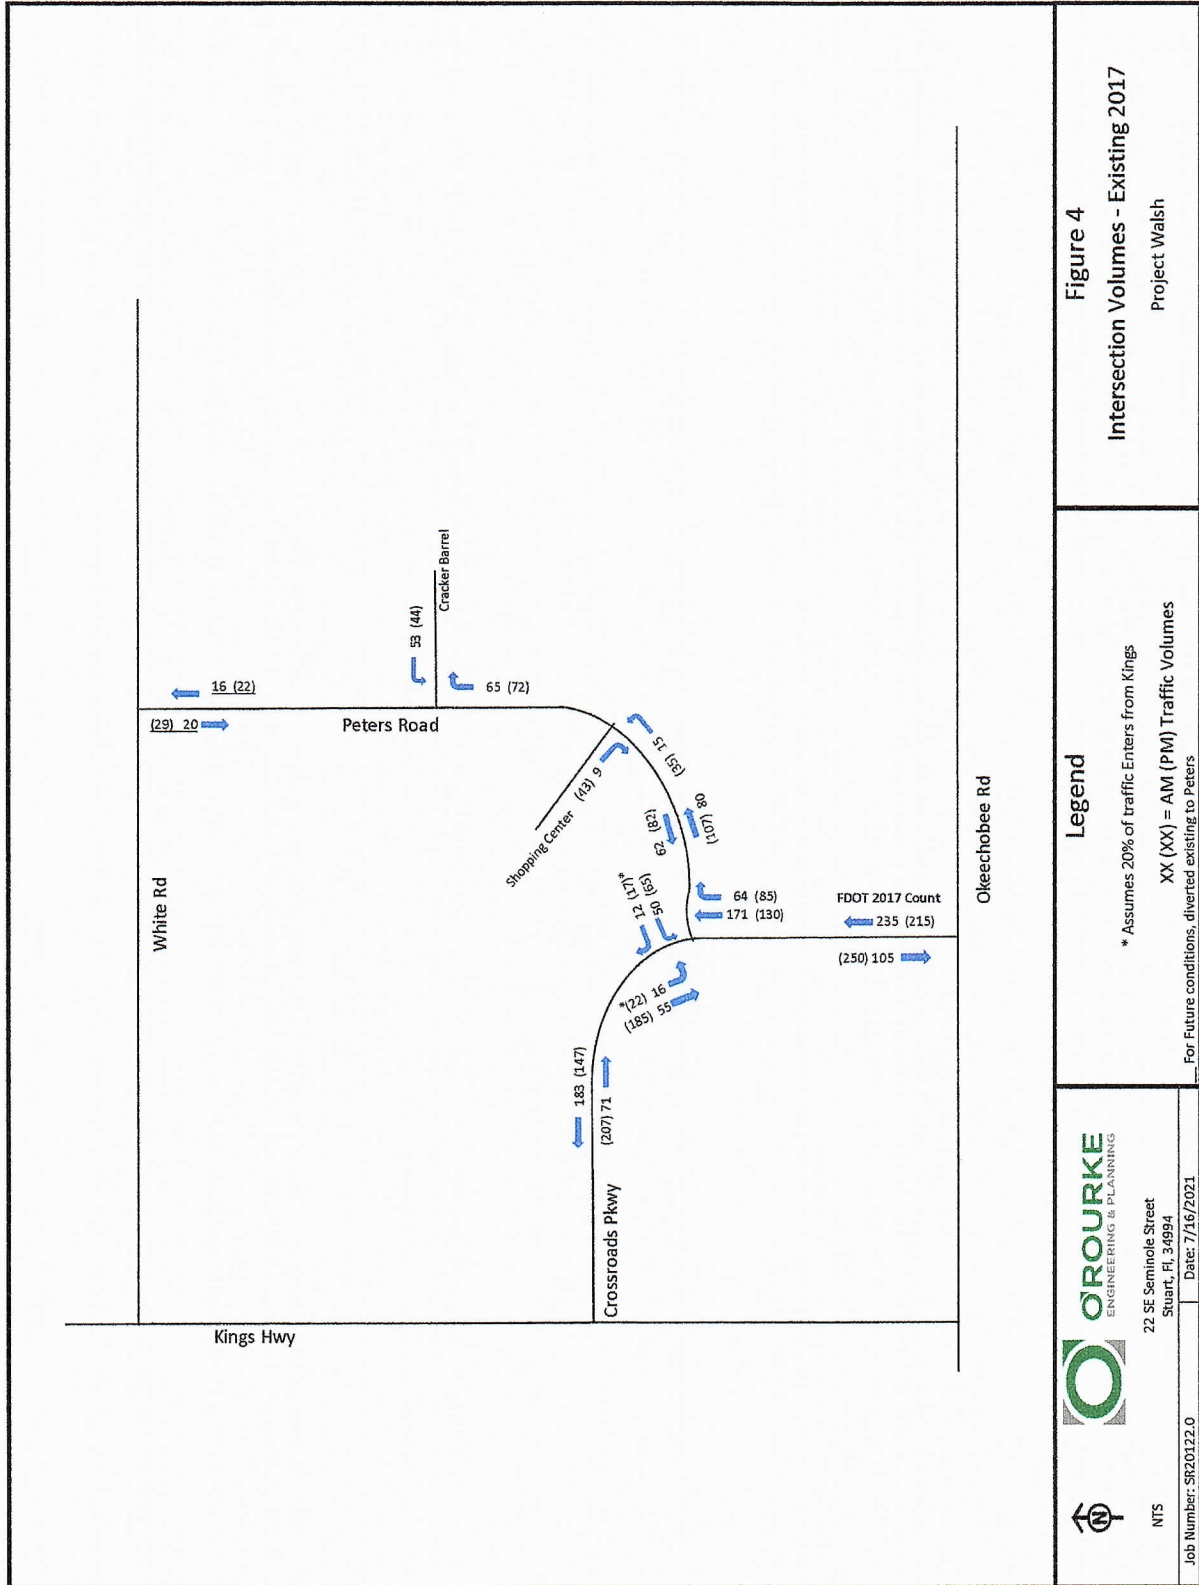 White Rd
(29) 20
16 (22)
Peters Road
53 (44)
Cracker Barrel
65 (72)
Shopping Center
(43) 9
(35) 15
62 (82)
(107) 80
12 (17)*
50 (65)
64 (85)
171 (130)
FDOT 2017 Count
235 (215)
(250) 105
*(22) 16
(185) 55
183 (147)
(207) 71
Crossroads Pkwy
Kings Hwy
Okeechobee Rd
N
NTS
O'ROURKE
ENGINEERING & PLANNING
22 SE Seminole Street
Stuart, Fl, 34994
Job Number: SR20122.0
Date: 7/16/2021
Legend
* Assumes 20% of traffic Enters from Kings
XX (XX) = AM (PM) Traffic Volumes
__ For Future conditions, diverted existing to Peters
Figure 4
Intersection Volumes - Existing 2017
Project Walsh